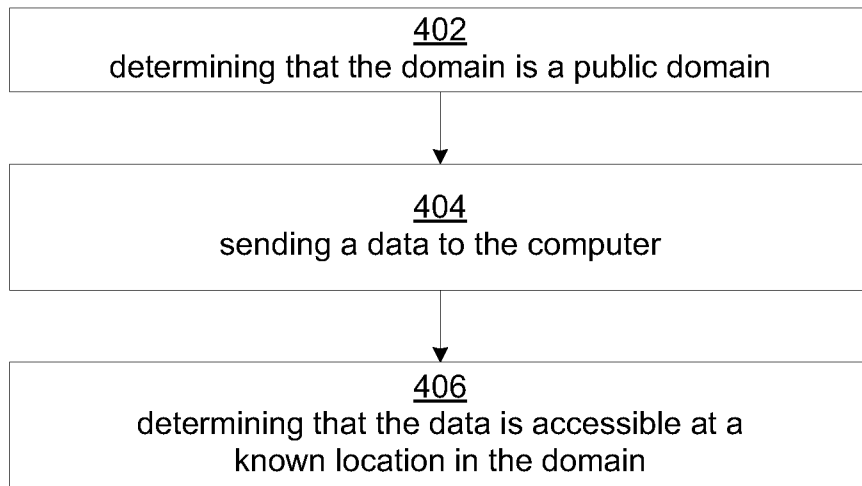 402
determining that the domain is a public domain
404
sending a data to the computer
406
determining that the data is accessible at a
known location in the domain